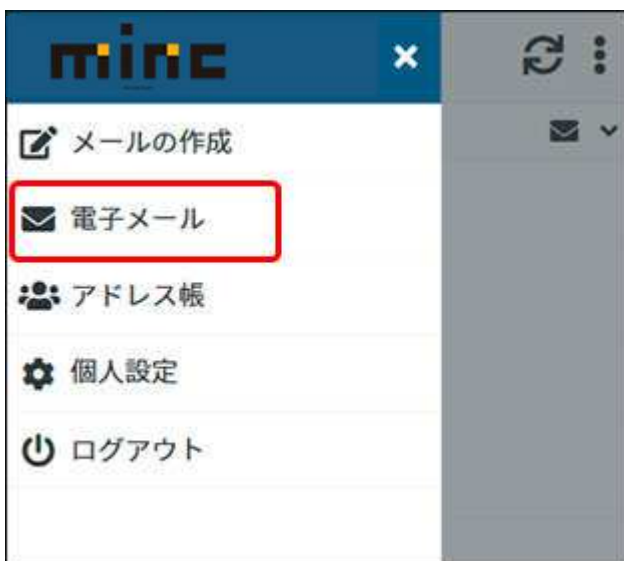 minc
メールの作成
電子メール
アドレス帳
個人設定
ログアウト